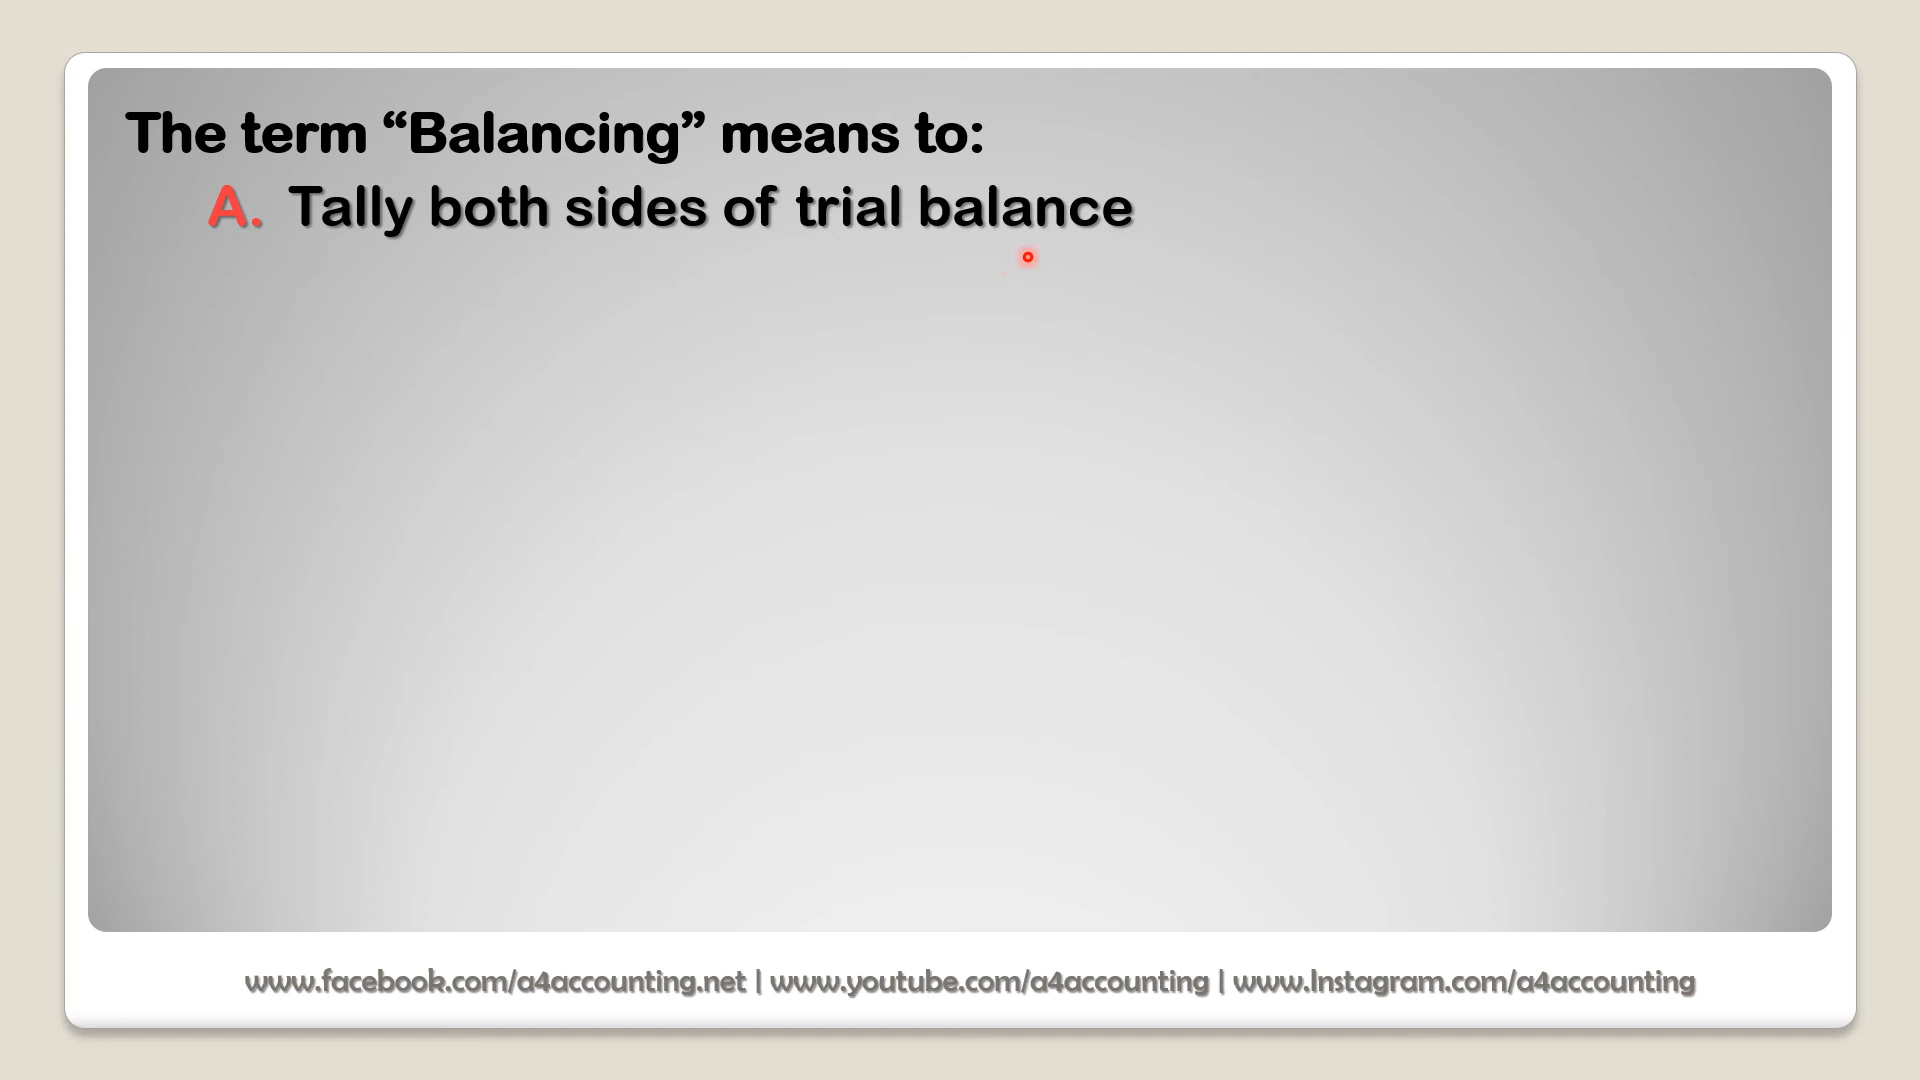 The term “Balancing” means to:
A. Tally both sides of trial balance
www.facebook.com/a4accounting.net | www.youtube.com/a4accounting | www.Instagram.com/a4accounting